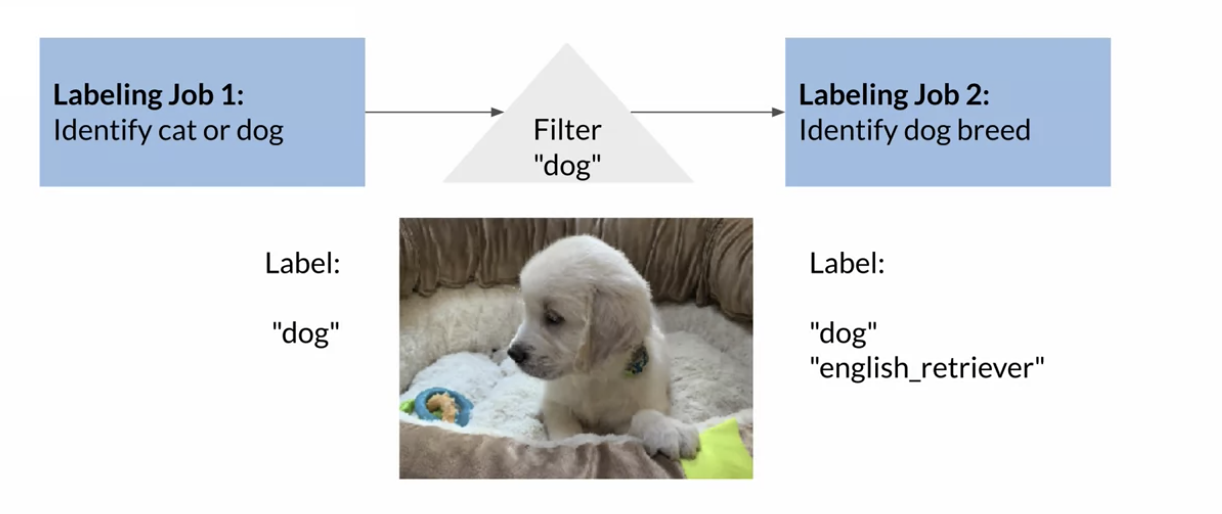 Labeling Job 1:
Identify cat or dog
Filter
"dog"
Labeling Job 2:
Identify dog breed
Label:
"dog"
Label:
"dog"
"english_retriever"